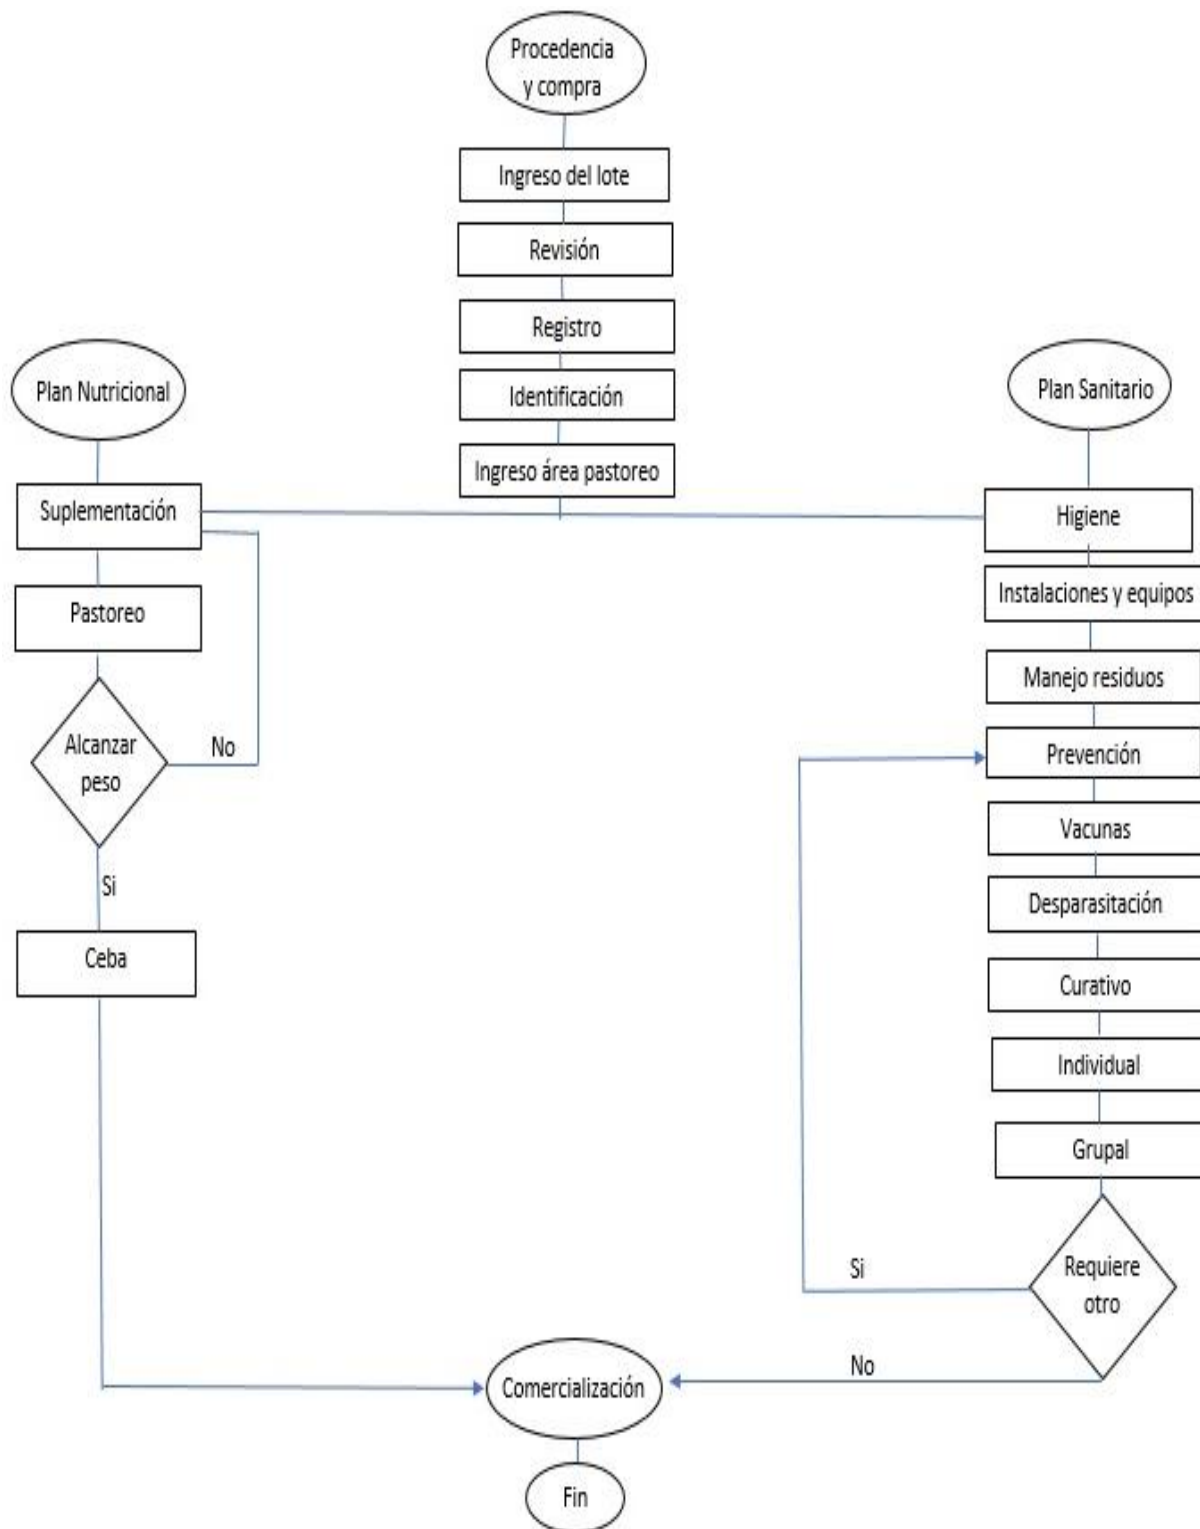 Procedencia
y compra
Ingreso del lote
Revisión
Registro
Identificación
Ingreso área pastoreo
Plan Nutricional
Suplementación
Pastoreo
Alcanzar
peso
No
Si
Ceba
Plan Sanitario
Higiene
Instalaciones y equipos
Manejo residuos
Prevención
Vacunas
Desparasitación
Curativo
Individual
Grupal
Requiere
otro
Si
No
Comercialización
Fin